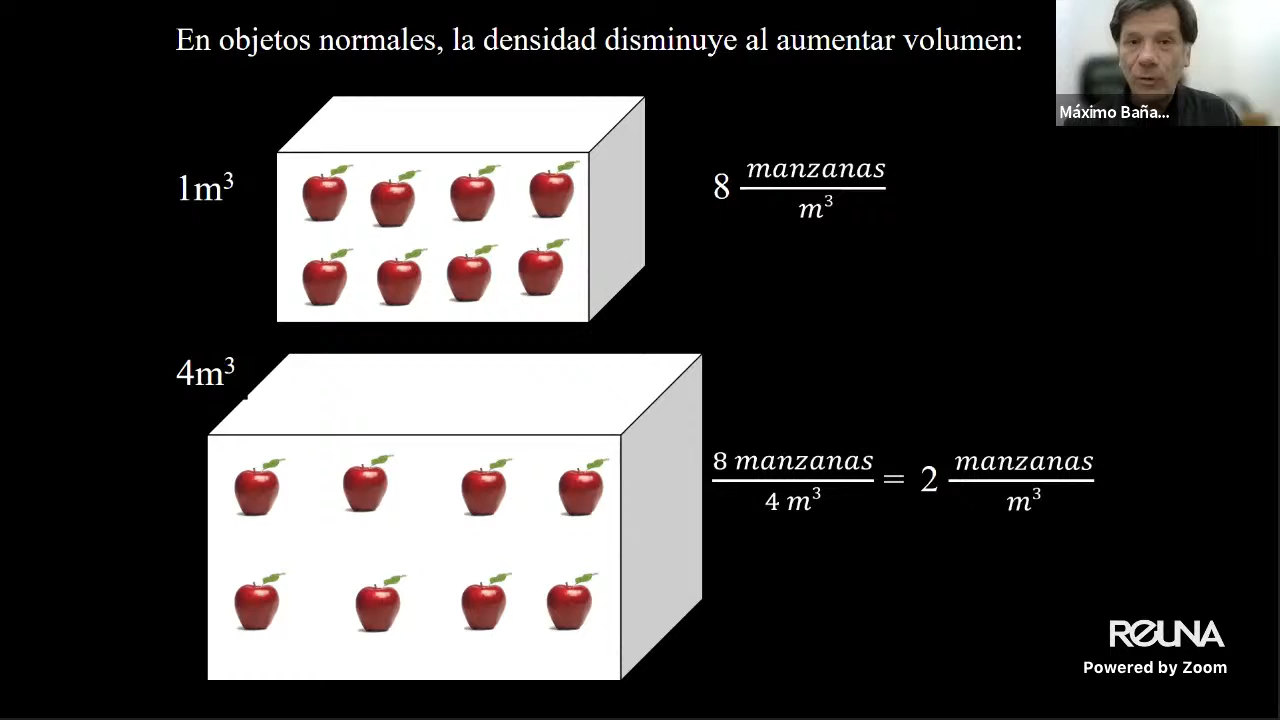 En objetos normales, la densidad disminuye al aumentar volumen:
Máximo Baña...
1m³
8 manzanas/m³
4m³
8 manzanas/4 m³ = 2 manzanas/m³
REUNA
Powered by Zoom